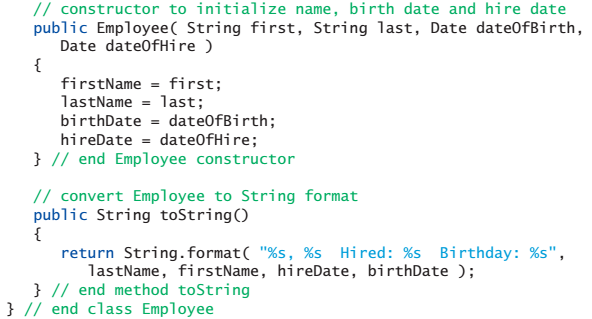 // constructor to initialize name, birth date and hire date
public Employee( String first, String last, Date dateOfBirth,
Date dateOfHire )
{
firstName = first;
lastName = last;
birthDate = dateOfBirth;
hireDate = dateOfHire;
} // end Employee constructor
// convert Employee to String format
public String toString()
{
return String.format( "%s, %s  Hired: %s  Birthday: %s",
lastName, firstName, hireDate, birthDate );
} // end method toString
} // end class Employee